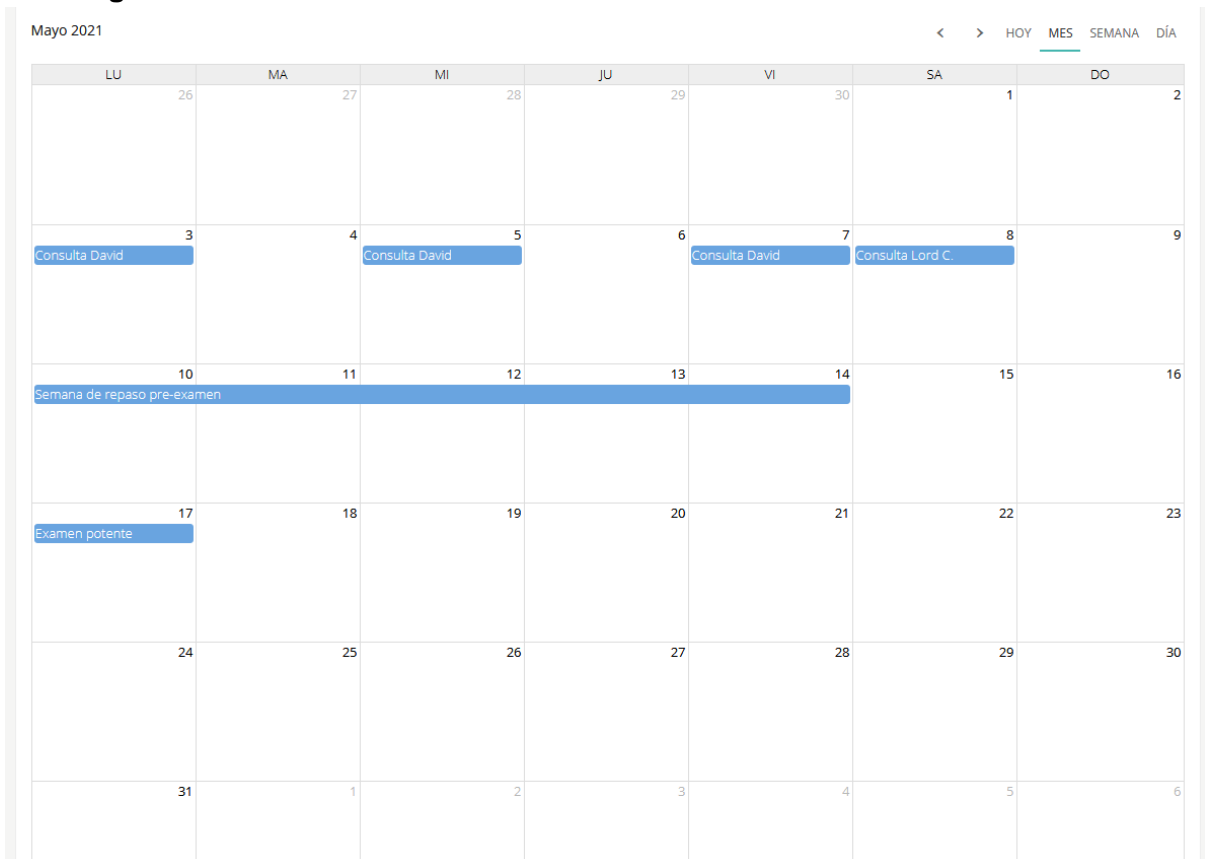 Mayo 2021
< > HOY MES SEMANA DÍA
LU MA MI JU VI SA DO
26 27 28 29 30 1 2
3 4 5 6 7 8 9
Consulta David Consulta David Consulta David Consulta Lord C.
10 11 12 13 14 15 16
Semana de repaso pre-examen
17 18 19 20 21 22 23
Examen potente
24 25 26 27 28 29 30
31 1 2 3 4 5 6